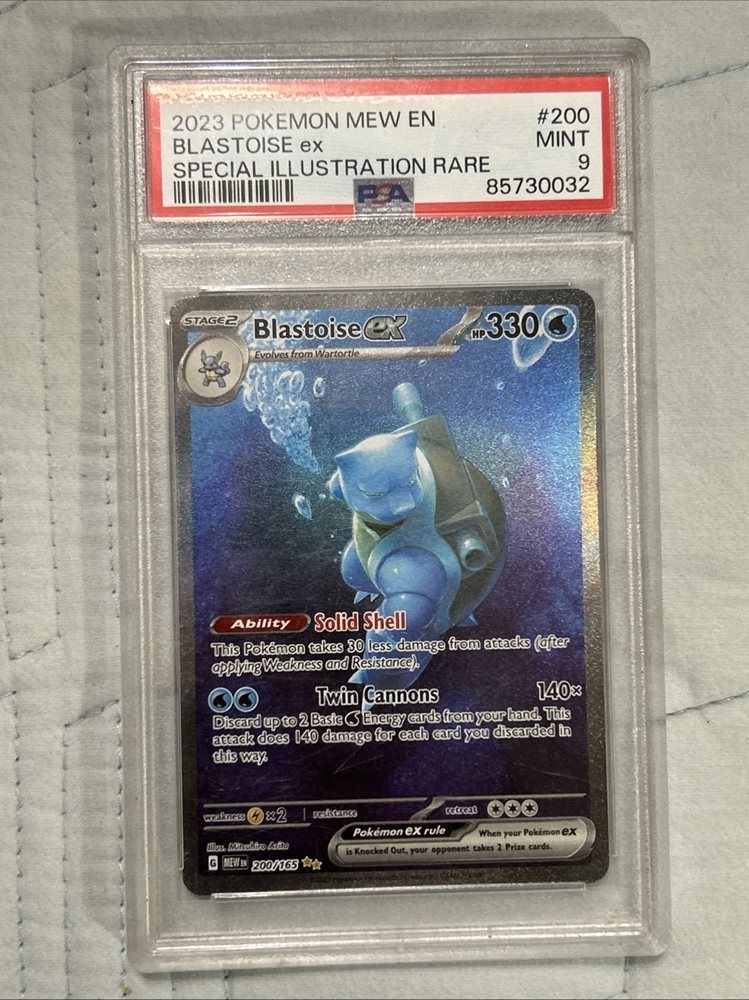 2023 POKEMON MEW EN #200
BLASTOISE ex MINT
SPECIAL ILLUSTRATION RARE 9
PSA 85730032
STAGE2 Blastoise ex HP330
Evolves from Wartortle
Ability Solid Shell
This Pokémon takes 30 less damage from attacks (after
applying Weakness and Resistance).
Twin Cannons 140×
Discard up to 2 Basic Energy cards from your hand. This
attack does 140 damage for each card you discarded in
this way.
weakness ×2 resistance retreat
Pokémon ex rule When your Pokémon ex
is Knocked Out, your opponent takes 2 Prize cards.
Illus. Mitsuhiro Arita
G MEW EN 200/165